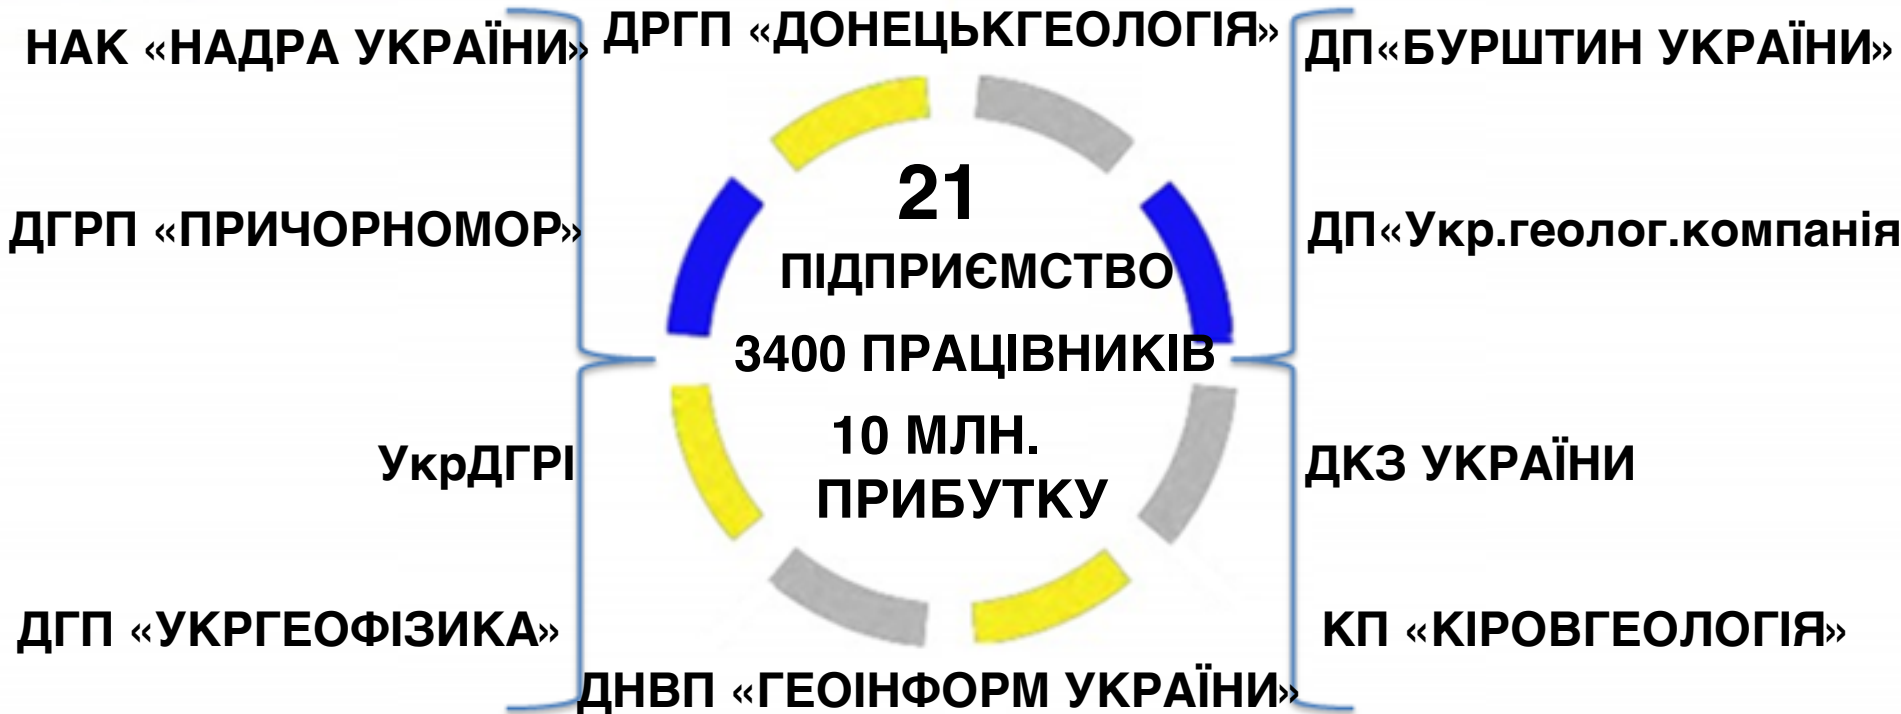 НАК «НАДРА УКРАЇНИ»
ДРГП «ДОНЕЦЬКГЕОЛОГІЯ»
ДП«БУРШТИН УКРАЇНИ»
ДГРП «ПРИЧОРНОМОР»
21
ПІДПРИЄМСТВО
3400 ПРАЦІВНИКІВ
10 МЛН.
ПРИБУТКУ
ДП«Укр.геолог.компанія
УкрДГРІ
ДКЗ УКРАЇНИ
ДГП «УКРГЕОФІЗИКА»
КП «КІРОВГЕОЛОГІЯ»
ДНВП «ГЕОІНФОРМ УКРАЇНИ»